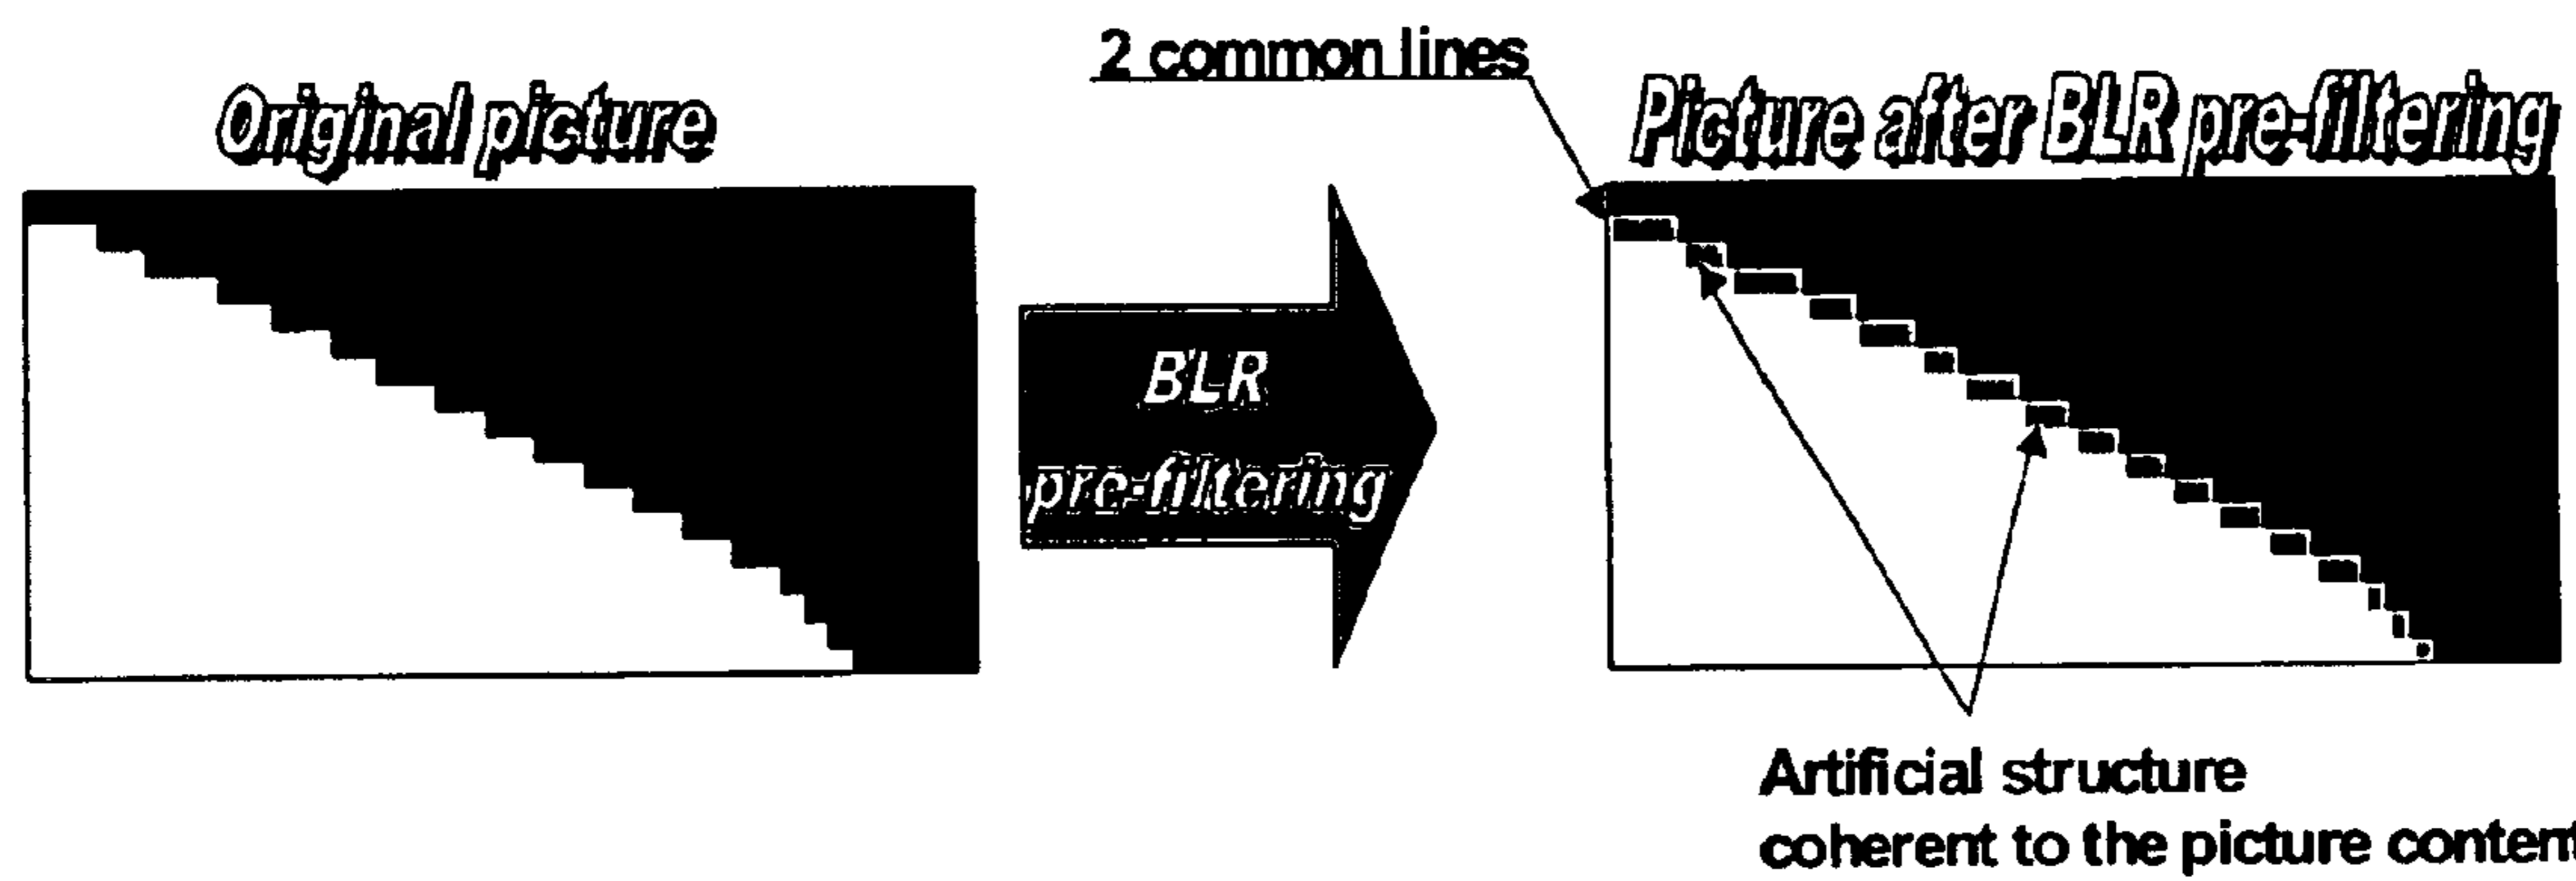 2 common lines
Original picture
Picture after BLR pre-filtering
BLR
pre-filtering
Artificial structure
coherent to the picture content